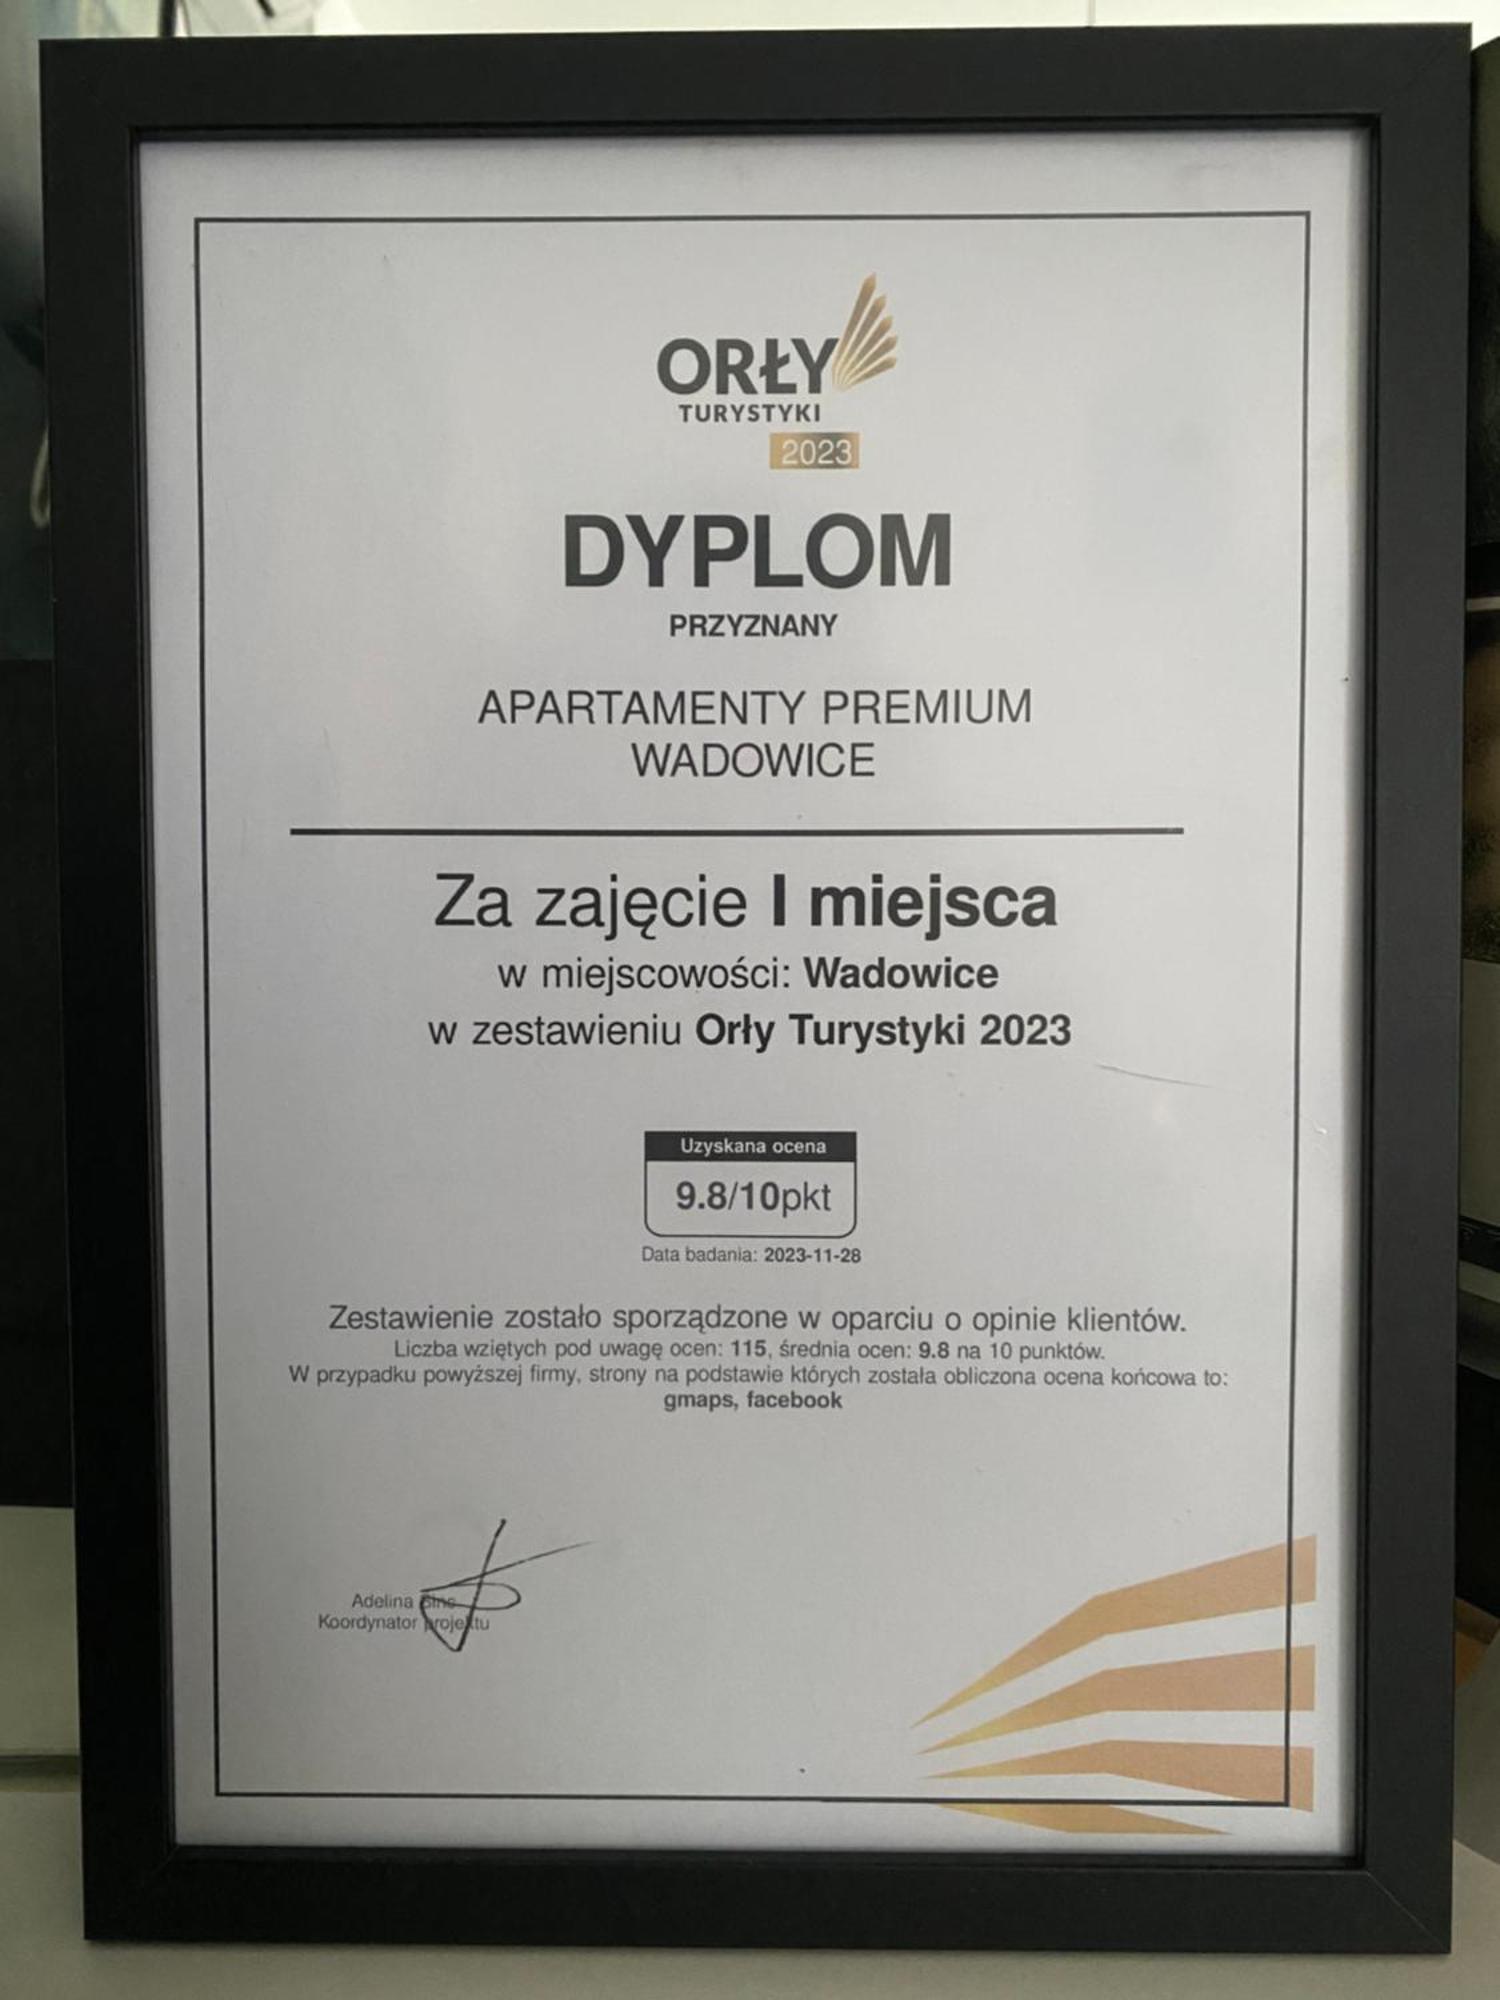 ORŁY
TURYSTYKI
2023
DYPLOM
PRZYZNANY
APARTAMENTY PREMIUM
WADOWICE
Za zajęcie I miejsca
w miejscowości: Wadowice
w zestawieniu Orły Turystyki 2023
Uzyskana ocena
9.8/10pkt
Data badania: 2023-11-28
Zestawienie zostało sporządzone w oparciu o opinie klientów.
Liczba wziętych pod uwagę ocen: 115, średnia ocen: 9.8 na 10 punktów.
W przypadku powyższej firmy, strony na podstawie których została obliczona ocena końcowa to:
gmaps, facebook
Adelina
Koordynator projektu